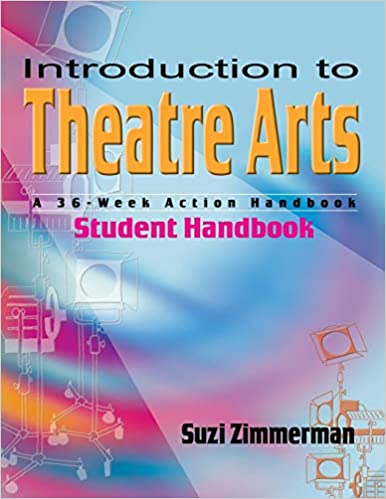 Introduction to
Theatre Arts
A 36-Week Action Handbook
Student Handbook
Suzi Zimmerman